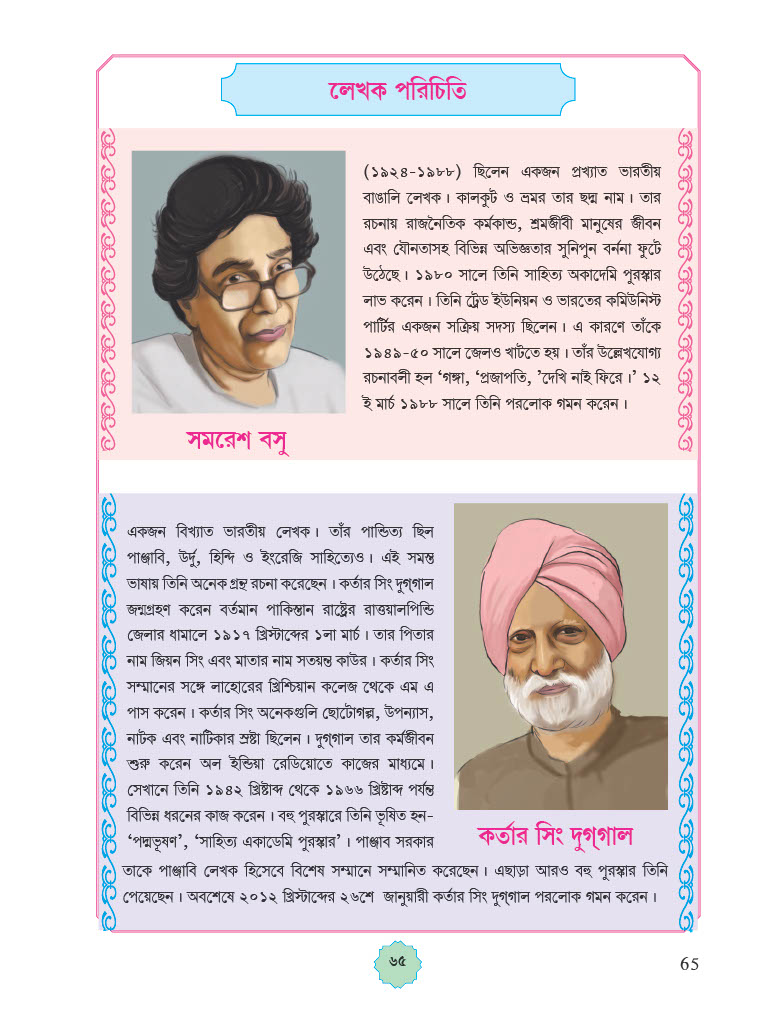 লেখক পরিচিতি
(১৯২৪-১৯৮৮) ছিলেন একজন প্রখ্যাত ভারতীয়
বাঙালি লেখক। কালকুট ও ভ্রমর তার ছদ্ম নাম। তার
রচনায় রাজনৈতিক কর্মকান্ড, শ্রমজীবী মানুষের জীবন
এবং যৌনতাসহ বিভিন্ন অভিজ্ঞতার সুনিপুন বর্ননা ফুটে
উঠেছে। ১৯৮০ সালে তিনি সাহিত্য অকাদেমি পুরস্কার
লাভ করেন। তিনি ট্রেড ইউনিয়ন ও ভারতের কমিউনিস্ট
পার্টির একজন সক্রিয় সদস্য ছিলেন। এ কারণে তাঁকে
১৯৪৯-৫০ সালে জেলও খাটতে হয়। তাঁর উল্লেখযোগ্য
রচনাবলী হল ‘গঙ্গা, ‘প্রজাপতি, ’দেখি নাই ফিরে।’ ১২
ই মার্চ ১৯৮৮ সালে তিনি পরলোক গমন করেন।
সমরেশ বসু
একজন বিখ্যাত ভারতীয় লেখক। তাঁর পান্ডিত্য ছিল
পাঞ্জাবি, উর্দু, হিন্দি ও ইংরেজি সাহিত্যেও। এই সমস্ত
ভাষায় তিনি অনেক গ্রন্থ রচনা করেছেন। কর্তার সিং দুগ্‌গাল
জন্মগ্রহণ করেন বর্তমান পাকিস্তান রাষ্ট্রের রাত্তয়ালপিন্ডি
জেলার ধামালে ১৯১৭ খ্রিস্টাব্দের ১লা মার্চ। তার পিতার
নাম জিয়ন সিং এবং মাতার নাম সতয়ন্ত কাউর। কর্তার সিং
সম্মানের সঙ্গে লাহোরের খ্রিশ্চিয়ান কলেজ থেকে এম এ
পাস করেন। কর্তার সিং অনেকগুলি ছোটোগল্প, উপন্যাস,
নাটক এবং নাটিকার স্রষ্টা ছিলেন। দুগ্‌গাল তার কর্মজীবন
শুরু করেন অল ইন্ডিয়া রেডিয়োতে কাজের মাধ্যমে।
সেখানে তিনি ১৯৪২ খ্রিষ্টাব্দ থেকে ১৯৬৬ খ্রিষ্টাব্দ পর্যন্ত
বিভিন্ন ধরনের কাজ করেন। বহু পুরস্কারে তিনি ভূষিত হন-
‘পদ্মভূষণ’, ‘সাহিত্য একাডেমি পুরস্কার’। পাঞ্জাব সরকার
তাকে পাঞ্জাবি লেখক হিসেবে বিশেষ সম্মানে সম্মানিত করেছেন। এছাড়া আরও বহু পুরস্কার তিনি
পেয়েছেন। অবশেষে ২০১২ খ্রিস্টাব্দের ২৬শে জানুয়ারী কর্তার সিং দুগ্‌গাল পরলোক গমন করেন।
কর্তার সিং দুগ্‌গাল
৬৫
65